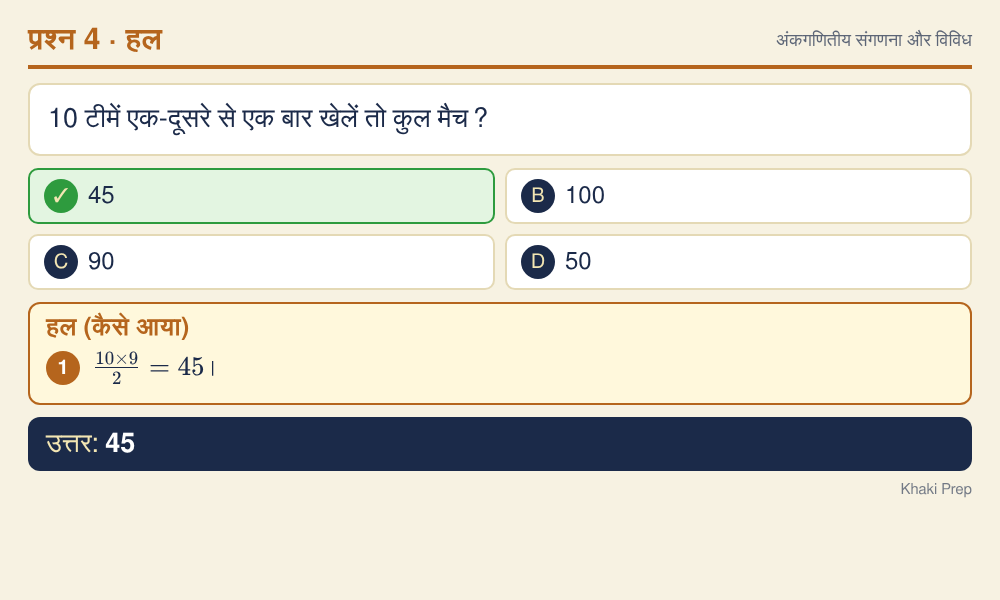 प्रश्न 4 · हल
अंकगणितीय संगणना और विविध
10 टीमें एक-दूसरे से एक बार खेलें तो कुल मैच ?
✓ 45
B 100
C 90
D 50
हल (कैसे आया)
1 \frac{10×9}{2} = 45।
उत्तर: 45
Khaki Prep